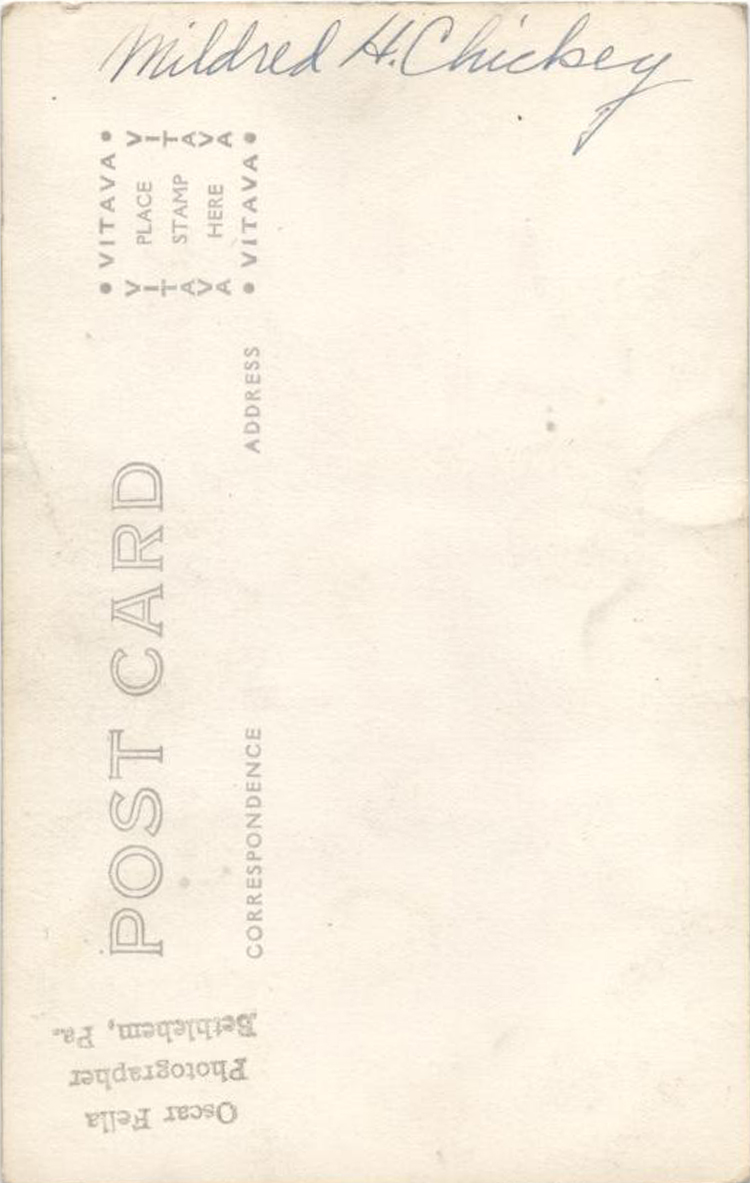 Mildred H. Chickey
• VITAVA •
VITAVA
PLACE
STAMP
HERE
VITAVA
• VITAVA •
POST CARD
CORRESPONDENCE
ADDRESS
Oscar Fella
Photographer
Bethlehem, Pa.